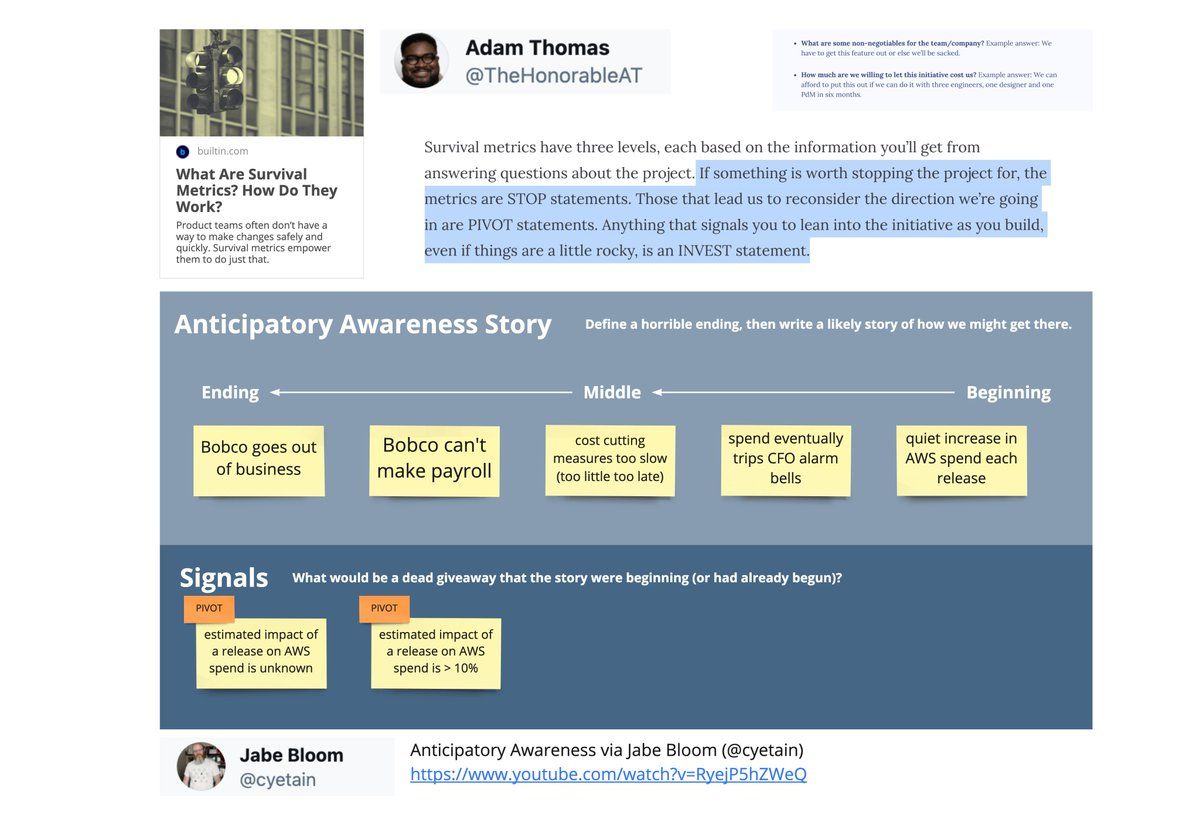 builtin.com
What Are Survival
Metrics? How Do They
Work?
Product teams often don't have a
way to make changes safely and
quickly. Survival metrics empower
them to do just that.
Adam Thomas
@TheHonorableAT
• What are some non-negotiables for the team/company? Example answer: We
have to get this feature out or else we'll be sacked.
• How much are we willing to let this initiative cost us? Example answer: We can
afford to put this out if we can do it with three engineers, one designer and one
PdM in six months.
Survival metrics have three levels, each based on the information you'll get from
answering questions about the project. If something is worth stopping the project for, the
metrics are STOP statements. Those that lead us to reconsider the direction we're going
in are PIVOT statements. Anything that signals you to lean into the initiative as you build,
even if things are a little rocky, is an INVEST statement.
Anticipatory Awareness Story
Define a horrible ending, then write a likely story of how we might get there.
Ending
Middle
Beginning
Bobco goes out
of business
Bobco can't
make payroll
cost cutting
measures too slow
(too little too late)
spend eventually
trips CFO alarm
bells
quiet increase in
AWS spend each
release
Signals
What would be a dead giveaway that the story were beginning (or had already begun)?
PIVOT
estimated impact of
a release on AWS
spend is unknown
PIVOT
estimated impact of
a release on AWS
spend is > 10%
Jabe Bloom
@cyetain
Anticipatory Awareness via Jabe Bloom (@cyetain)
https://www.youtube.com/watch?v=RyejP5hZWeQ